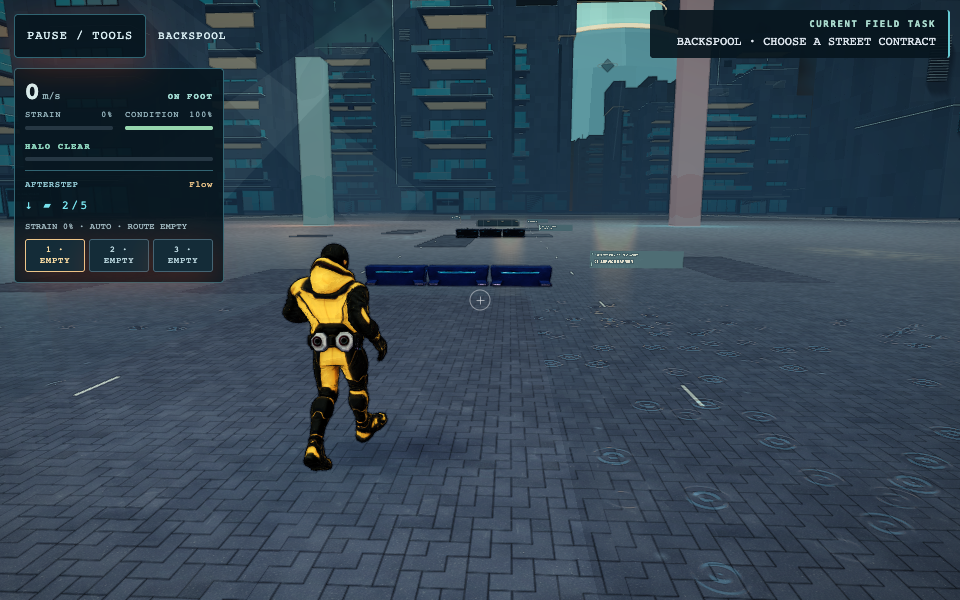 PAUSE / TOOLS
BACKSPOOL
CURRENT FIELD TASK
BACKSPOOL · CHOOSE A STREET CONTRACT
0 m/s
ON FOOT
STRAIN 0%
CONDITION 100%
HALO CLEAR
AFTERSTEP
Flow
↓ ▰ 2/5
STRAIN 0% · AUTO · ROUTE EMPTY
1 · EMPTY
2 · EMPTY
3 · EMPTY